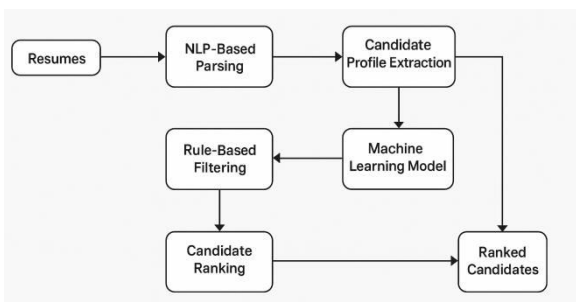 Resumes
NLP-Based
Parsing
Candidate
Profile Extraction
Rule-Based
Filtering
Machine
Learning Model
Candidate
Ranking
Ranked
Candidates